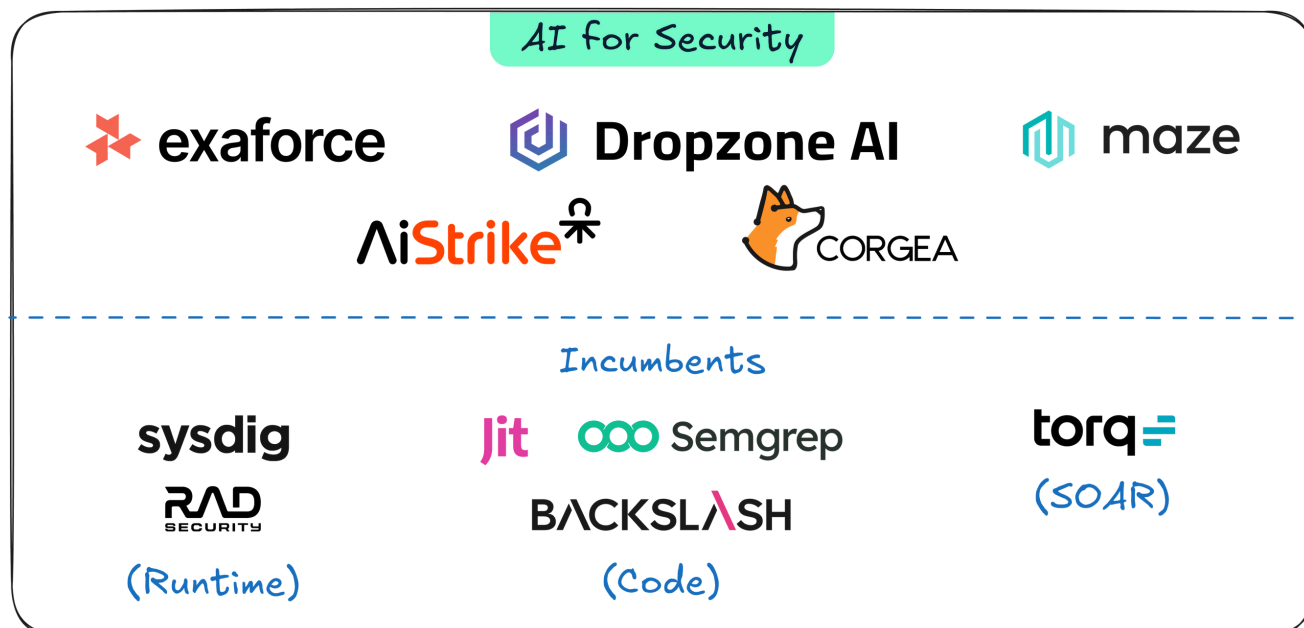 AI for Security
exaforce
Dropzone AI
maze
AiStrike
CORGEA
Incumbents
sysdig
Jit
Semgrep
torq
RAD
SECURITY
BACKSLASH
(SOAR)
(Runtime)
(Code)